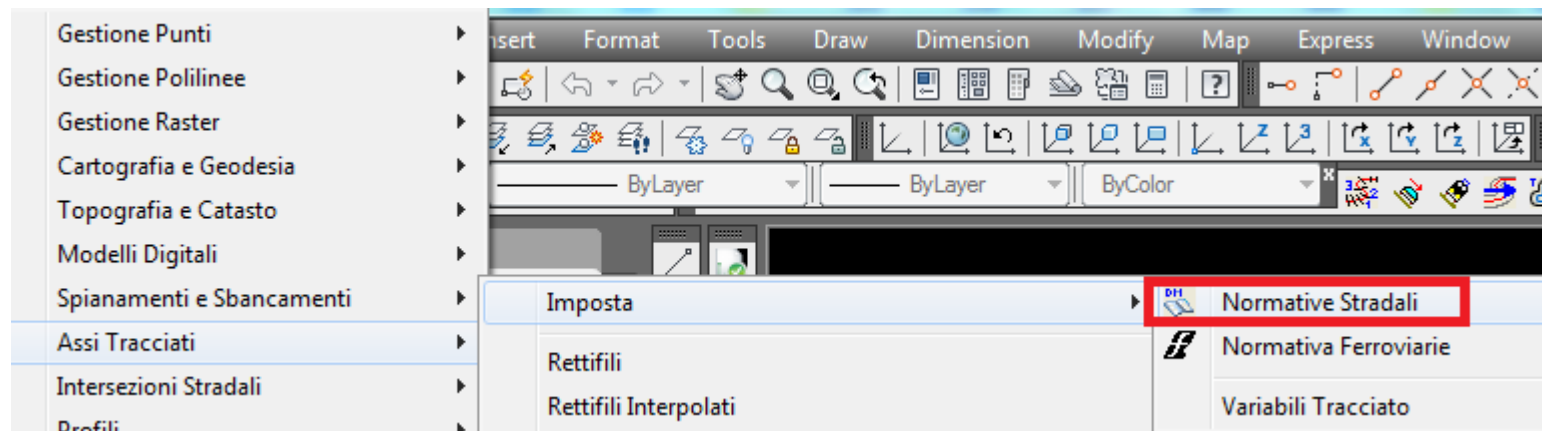 Gestione Punti
Gestione Polilinee
Gestione Raster
Cartografia e Geodesia
Topografia e Catasto
Modelli Digitali
Spianamenti e Sbancamenti
Assi Tracciati
Intersezioni Stradali
Profili
nsert Format Tools Draw Dimension Modify Map Express Window
ByLayer ByLayer ByColor
Imposta
Rettifili
Rettifili Interpolati
Normative Stradali
Normativa Ferroviarie
Variabili Tracciato